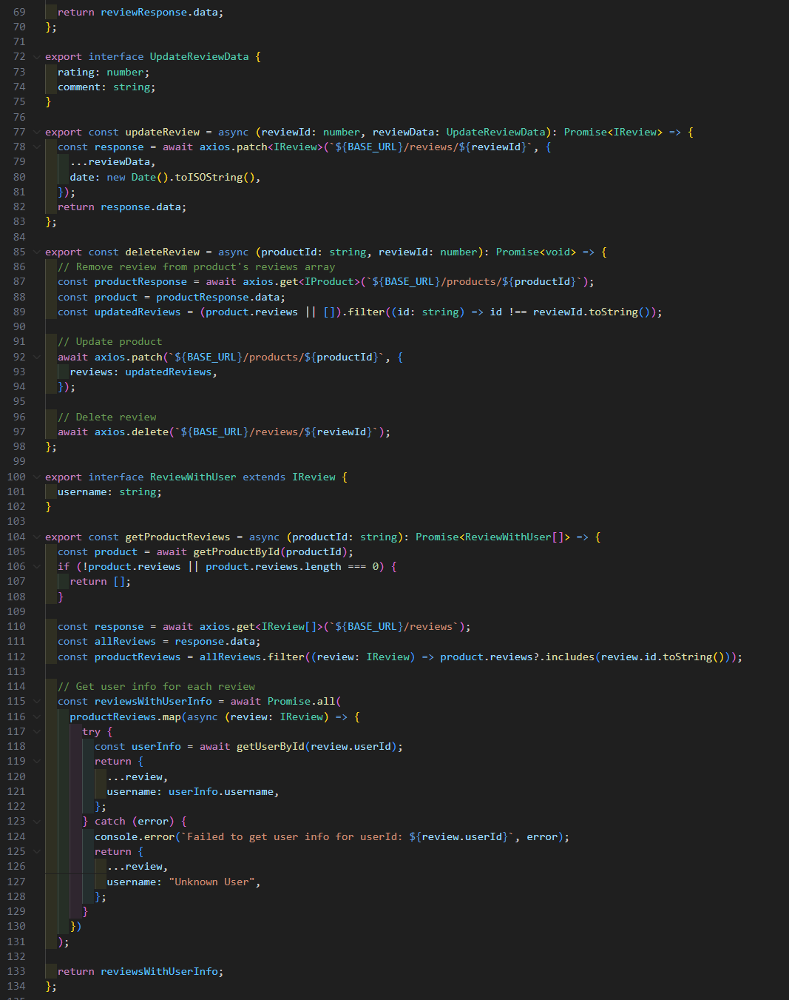 69 return reviewResponse.data;
70 };
71
72 export interface UpdateReviewData {
73 rating: number;
74 comment: string;
75 }
76
77 export const updateReview = async (reviewId: number, reviewData: UpdateReviewData): Promise<IReview> => {
78 const response = await axios.patch<IReview>(`${BASE_URL}/reviews/${reviewId}`, {
79 ...reviewData,
80 date: new Date().toISOString(),
81 });
82 return response.data;
83 };
84
85 export const deleteReview = async (productId: string, reviewId: number): Promise<void> => {
86 // Remove review from product's reviews array
87 const productResponse = await axios.get<IProduct>(`${BASE_URL}/products/${productId}`);
88 const product = productResponse.data;
89 const updatedReviews = (product.reviews || []).filter((id: string) => id !== reviewId.toString());
90
91 // Update product
92 await axios.patch(`${BASE_URL}/products/${productId}`, {
93 reviews: updatedReviews,
94 });
95
96 // Delete review
97 await axios.delete(`${BASE_URL}/reviews/${reviewId}`);
98 };
99
100 export interface ReviewWithUser extends IReview {
101 username: string;
102 }
103
104 export const getProductReviews = async (productId: string): Promise<ReviewWithUser[]> => {
105 const product = await getProductById(productId);
106 if (!product.reviews || product.reviews.length === 0) {
107 return [];
108 }
109
110 const response = await axios.get<IReview[]>(`${BASE_URL}/reviews`);
111 const allReviews = response.data;
112 const productReviews = allReviews.filter((review: IReview) => product.reviews?.includes(review.id.toString()));
113
114 // Get user info for each review
115 const reviewsWithUserInfo = await Promise.all(
116 productReviews.map(async (review: IReview) => {
117 try {
118 const userInfo = await getUserById(review.userId);
119 return {
120 ...review,
121 username: userInfo.username,
122 };
123 } catch (error) {
124 console.error(`Failed to get user info for userId: ${review.userId}`, error);
125 return {
126 ...review,
127 username: "Unknown User",
128 };
129 }
130 })
131 );
132
133 return reviewsWithUserInfo;
134 };